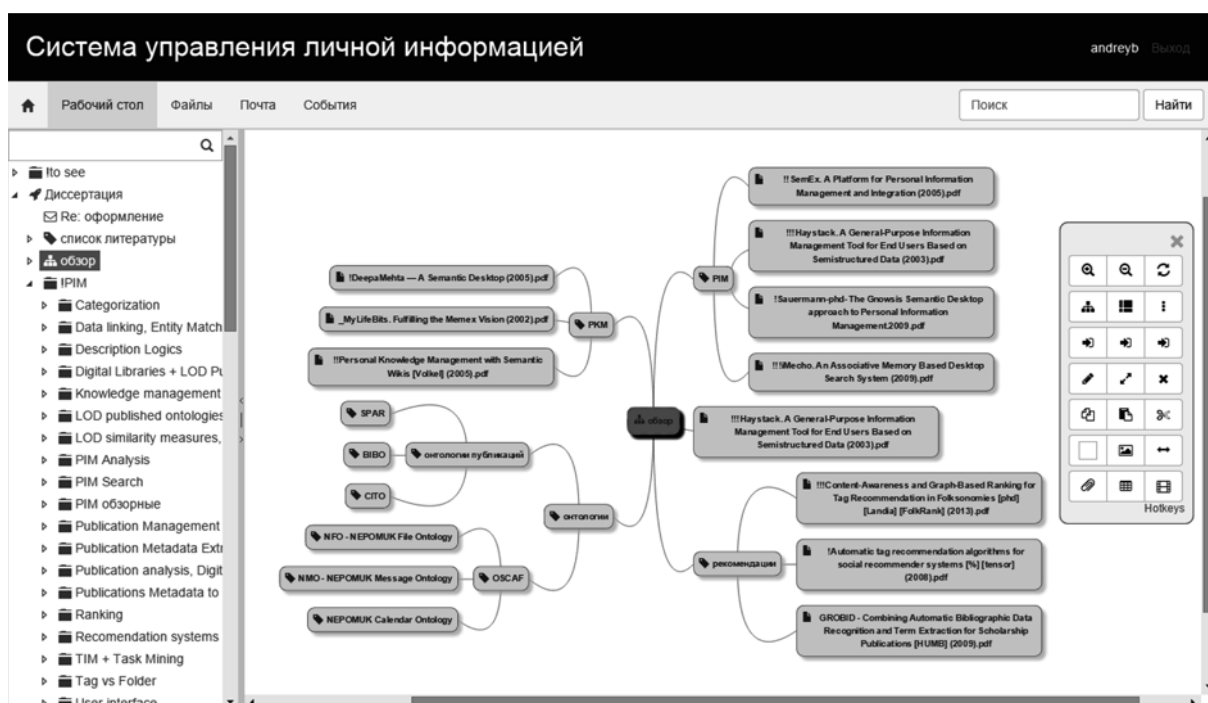 Система управления личной информацией
andreyb Выход
Рабочий стол Файлы Почта События
Поиск Найти
!to see
Диссертация
Re: оформление
список литературы
обзор
!PIM
Categorization
Data linking, Entity Match
Description Logics
Digital Libraries + LOD Pu
Knowledge management
LOD published ontologies
LOD similarity measures,
PIM Analysis
PIM Search
PIM обзорные
Publication Management
Publication Metadata Extr
Publication analysis, Digit
Publications Metadata to
Ranking
Recomendation systems
TIM + Task Mining
Tag vs Folder
User interface
!DeepaMehta — A Semantic Desktop (2005).pdf
_MyLifeBits. Fulfilling the Memex Vision (2002).pdf
!!Personal Knowledge Management with Semantic
Wikis [Volkel] (2005).pdf
PKM
SPAR
BIBO
CITO
онтологии публикаций
NFO - NEPOMUK File Ontology
NMO - NEPOMUK Message Ontology
NEPOMUK Calendar Ontology
OSCAF
онтологии
обзор
PIM
!! SemEx. A Platform for Personal Information
Management and Integration (2005).pdf
!!!Haystack. A General-Purpose Information
Management Tool for End Users Based on
Semistructured Data (2003).pdf
!Sauermann-phd- The Gnowsis Semantic Desktop
approach to Personal Information
Management.2009.pdf
!!!iMecho. An Associative Memory Based Desktop
Search System (2009).pdf
!!!Haystack. A General-Purpose Information
Management Tool for End Users Based on
Semistructured Data (2003).pdf
рекомендации
!!!Content-Awareness and Graph-Based Ranking for
Tag Recommendation in Folksonomies [phd]
[Landia] [FolkRank] (2013).pdf
!Automatic tag recommendation algorithms for
social recommender systems [%] [tensor]
(2008).pdf
GROBID - Combining Automatic Bibliographic Data
Recognition and Term Extraction for Scholarship
Publications [HUMB] (2009).pdf
Hotkeys